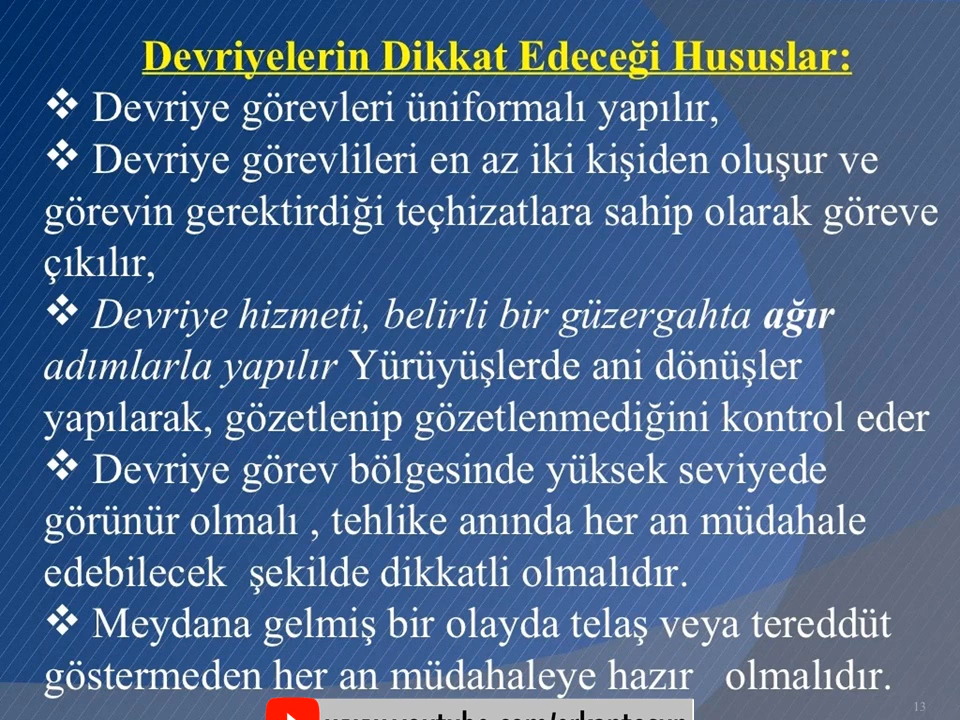 Devriyelerin Dikkat Edeceği Hususlar:
❖ Devriye görevleri üniformalı yapılır,
❖ Devriye görevlileri en az iki kişiden oluşur ve
görevin gerektirdiği teçhizatlara sahip olarak göreve
çıkılır,
❖ Devriye hizmeti, belirli bir güzergahta ağır
adımlarla yapılır Yürüyüşlerde ani dönüşler
yapılarak, gözetlenip gözetlenmediğini kontrol eder
❖ Devriye görev bölgesinde yüksek seviyede
görünür olmalı , tehlike anında her an müdahale
edebilecek şekilde dikkatli olmalıdır.
❖ Meydana gelmiş bir olayda telaş veya tereddüt
göstermeden her an müdahaleye hazır olmalıdır.
13